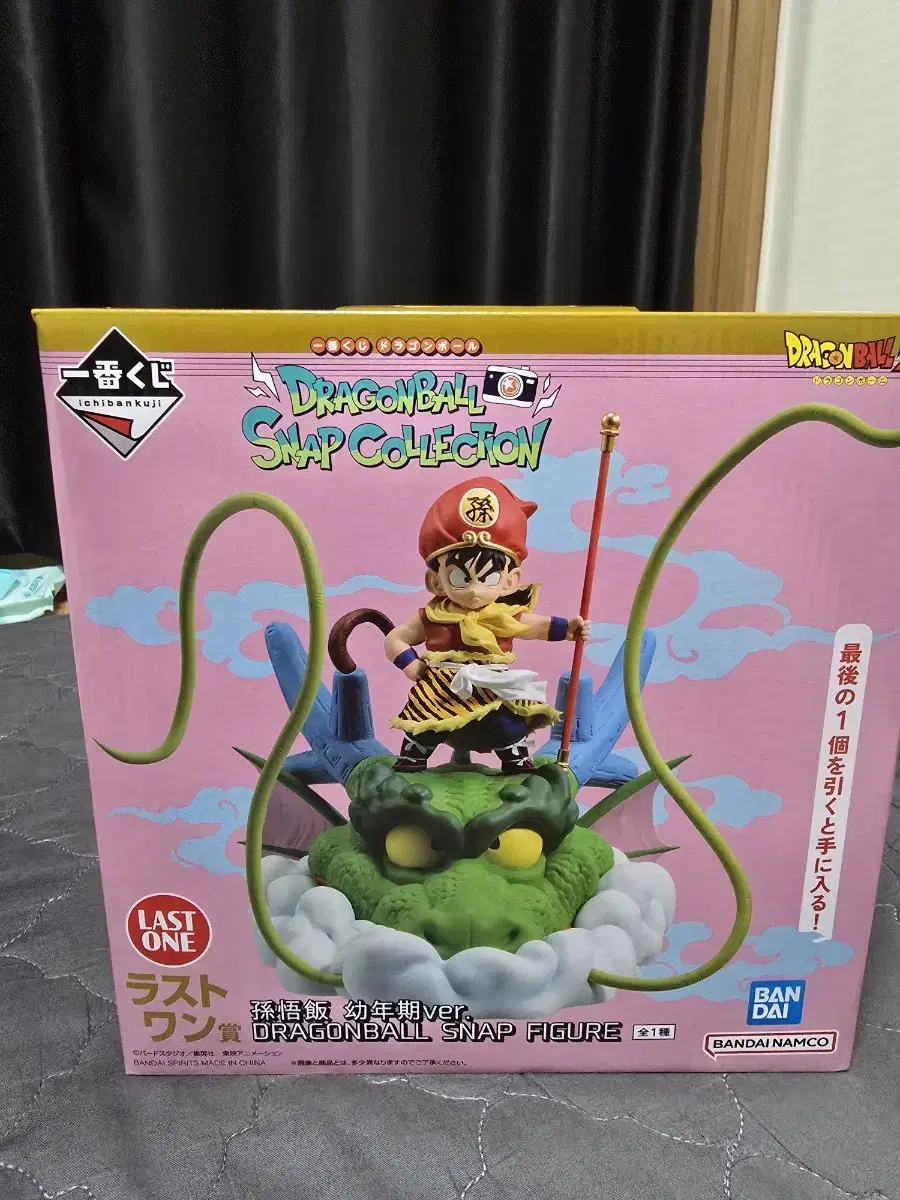 一番くじ
ichibankuji
一番くじ ドラゴンボール
DRAGONBALL
SNAP COLLECTION
DRAGONBALL
ドラゴンボール
孫
最後の1個を引くと手に入る!
LAST
ONE
ラスト
ワン賞
孫悟飯 幼年期ver.
DRAGONBALL SNAP FIGURE 全1種
BAN
DAI
BANDAI NAMCO
©バードスタジオ/集英社 東映アニメーション
BANDAI SPIRITS MADE IN CHINA
※画像と商品とは、多少異なりますのでご了承ください。